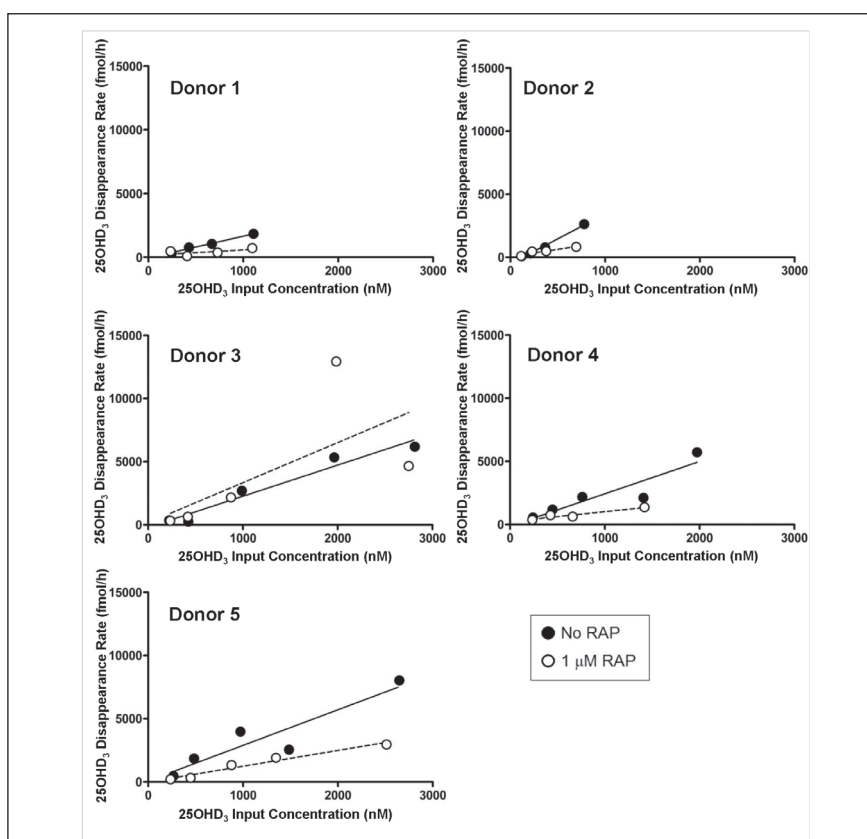 15000
10000
5000
0
25OHD₃ Disappearance Rate (fmol/h)
Donor 1
0 1000 2000 3000
25OHD₃ Input Concentration (nM)
15000
10000
5000
0
25OHD₃ Disappearance Rate (fmol/h)
Donor 2
0 1000 2000 3000
25OHD₃ Input Concentration (nM)
15000
10000
5000
0
25OHD₃ Disappearance Rate (fmol/h)
Donor 3
0 1000 2000 3000
25OHD₃ Input Concentration (nM)
15000
10000
5000
0
25OHD₃ Disappearance Rate (fmol/h)
Donor 4
0 1000 2000 3000
25OHD₃ Input Concentration (nM)
15000
10000
5000
0
25OHD₃ Disappearance Rate (fmol/h)
Donor 5
0 1000 2000 3000
25OHD₃ Input Concentration (nM)
No RAP
1 μM RAP